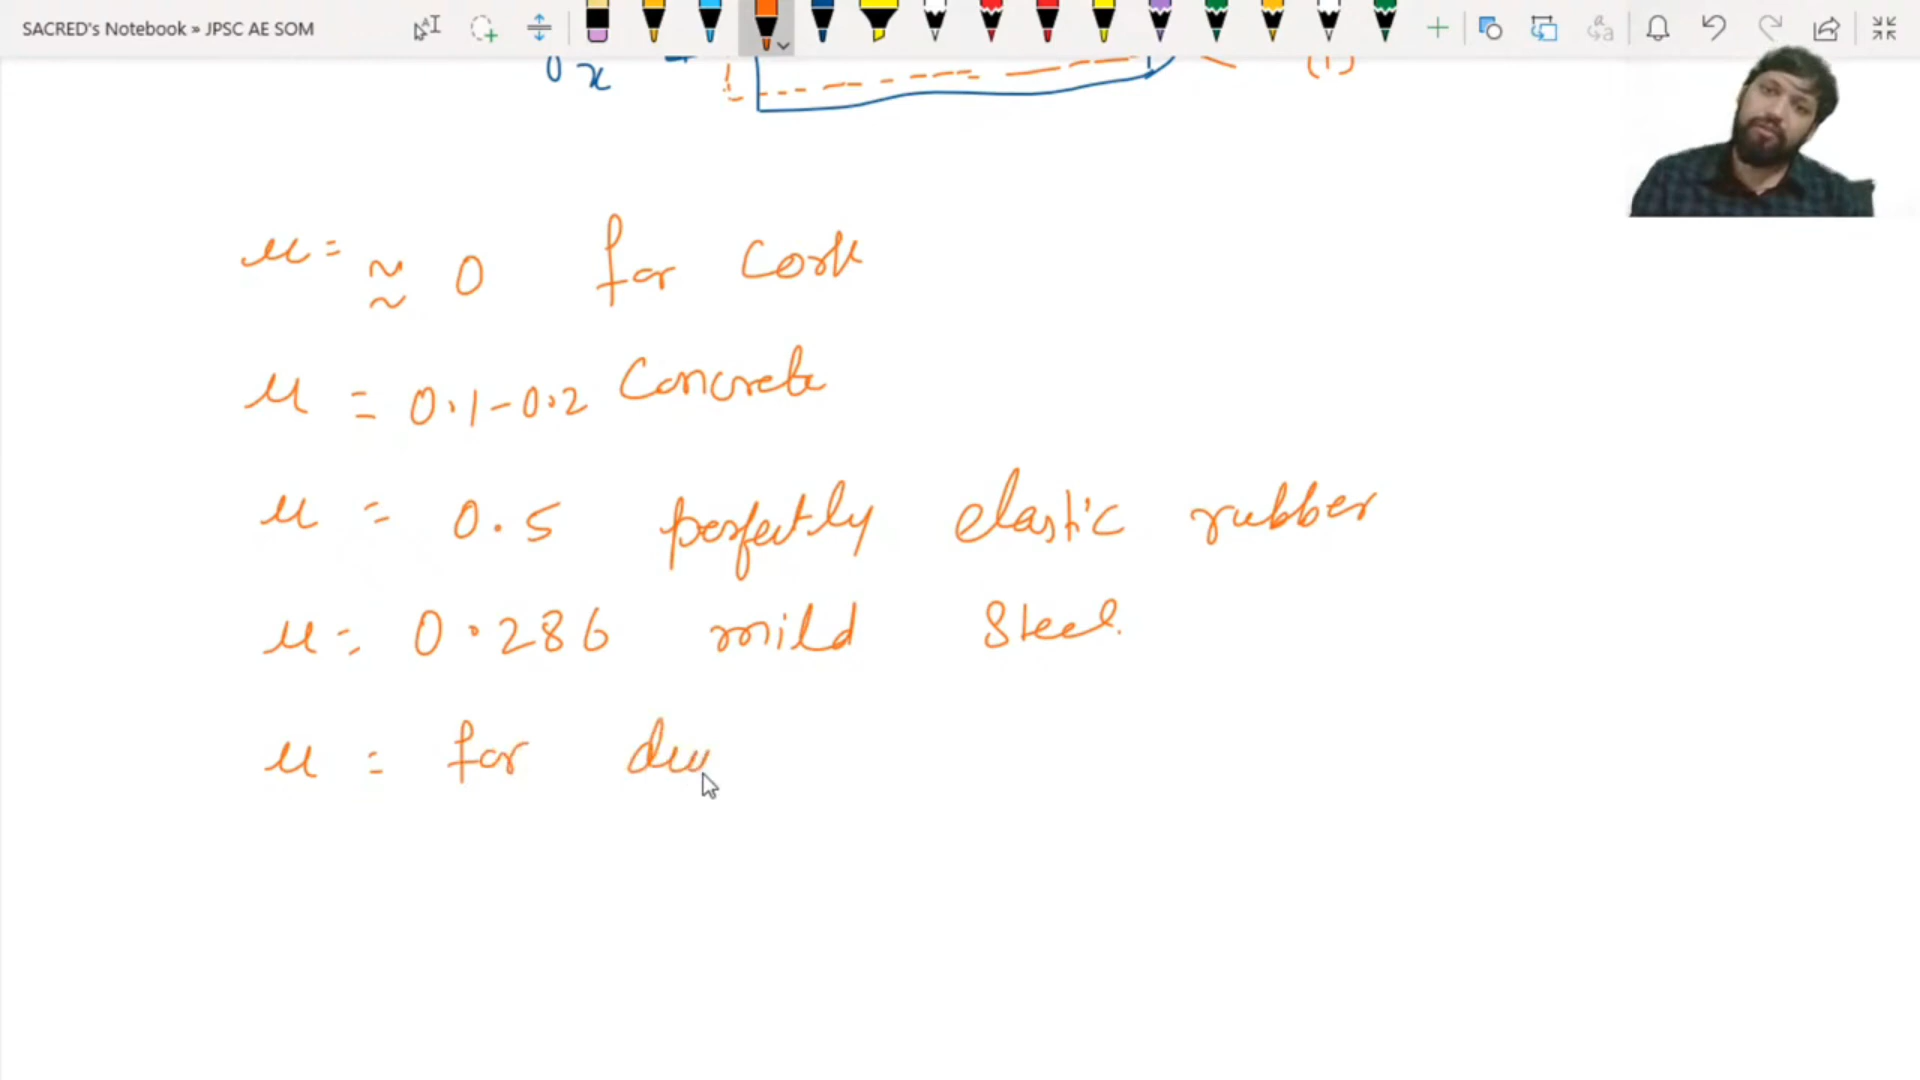 SACRED's Notebook » JPSC AE SOM
x (1)
μ = ≈ 0 for Cork
μ = 0.1-0.2 Concrete
μ = 0.5 perfectly elastic rubber
μ = 0.286 mild Steel.
μ = for